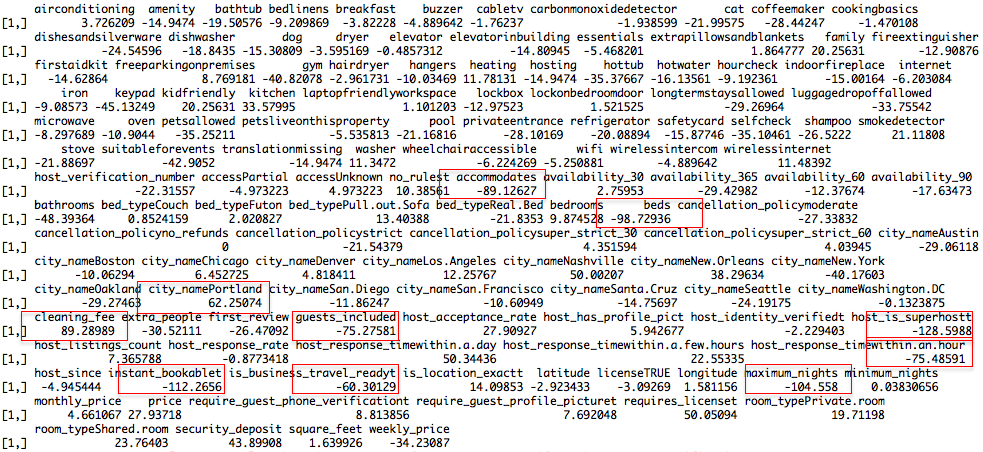 airconditioning amenity bathtub bedlinens breakfast buzzer cabletv carbonmonoxidedetector cat coffeemaker cookingbasics
[1,] 3.726209 -14.9474 -19.50576 -9.209869 -3.82228 -4.889642 -1.76237 -1.938599 -21.99575 -28.44247 -1.470108
dishesandsilverware dishwasher dog dryer elevator elevatorinbuilding essentials extrapillowsandblankets family fireextinguisher
[1,] -24.54596 -18.8435 -15.30809 -3.595169 -0.4857312 -14.80945 -5.468201 1.864777 20.25631 -12.90876
firstaidkit freeparkingonpremises gym hairdryer hangers heating hosting hottub hotwater hourcheck indoorfireplace internet
[1,] -14.62864 8.769181 -40.82078 -2.961731 -10.03469 11.78131 -14.9474 -35.37667 -16.13561 -9.192361 -15.00164 -6.203084
iron keypad kidfriendly kitchen laptopfriendlyworkspace lockbox lockonbedroomdoor longtermstaysallowed luggagedropoffallowed
[1,] -9.08573 -45.13249 20.25631 33.57995 1.101203 -12.97523 1.521525 -29.26964 -33.75542
microwave oven petsallowed petsliveonthisproperty pool privateentrance refrigerator safetycard selfcheck shampoo smokedetector
[1,] -8.297689 -10.9044 -35.25211 -5.535813 -21.16816 -28.10169 -20.08894 -15.87746 -35.10461 -26.5222 21.11808
stove suitableforevents translationmissing washer wheelchairaccessible wifi wirelessintercom wirelessinternet
[1,] -21.88697 -42.9052 -14.9474 11.3472 -6.224269 -5.250881 -4.889642 11.48392
host_verification_number accessPartial accessUnknown no_rulest accommodates availability_30 availability_365 availability_60 availability_90
[1,] -22.31557 -4.973223 4.973223 10.38561 -89.12627 2.75953 -29.42982 -12.37674 -17.63473
bathrooms bed_typeCouch bed_typeFuton bed_typePull.out.Sofa bed_typeReal.Bed bedrooms beds cancellation_policymoderate
[1,] -48.39364 0.8524159 2.020827 13.40388 -21.8353 9.874528 -98.72936 -27.33832
cancellation_policyno_refunds cancellation_policystrict cancellation_policysuper_strict_30 cancellation_policysuper_strict_60 city_nameAustin
[1,] 0 -21.54379 4.351594 4.03945 -29.06118
city_nameBoston city_nameChicago city_nameDenver city_nameLos.Angeles city_nameNashville city_nameNew.Orleans city_nameNew.York
[1,] -10.06294 6.452725 4.818411 12.25767 50.00207 38.29634 -40.17603
city_nameOakland city_namePortland city_nameSan.Diego city_nameSan.Francisco city_nameSanta.Cruz city_nameSeattle city_nameWashington.DC
[1,] -29.27463 62.25074 -11.86247 -10.60949 -14.75697 -24.19175 -0.1323875
cleaning_fee extra_people first_review guests_included host_acceptance_rate host_has_profile_pict host_identity_verifiedt host_is_superhostt
[1,] 89.28989 -30.52111 -26.47092 -75.27581 27.90927 5.942677 -2.229403 -128.5988
host_listings_count host_response_rate host_response_timewithin.a.day host_response_timewithin.a.few.hours host_response_timewithin.an.hour
[1,] 7.365788 -0.8773418 50.34436 22.55335 -75.48591
host_since instant_bookablet is_business_travel_readyt is_location_exactt latitude licenseTRUE longitude maximum_nights minimum_nights
[1,] -4.945444 -112.2656 -60.30129 14.09853 -2.923433 -3.09263 1.581156 -104.558 0.03830656
monthly_price price require_guest_phone_verificationt require_guest_profile_picturet requires_licenset room_typePrivate.room
[1,] 4.661067 27.93718 8.813856 7.692048 50.05094 19.71198
room_typeShared.room security_deposit square_feet weekly_price
[1,] 23.76403 43.89908 1.639926 -34.23087